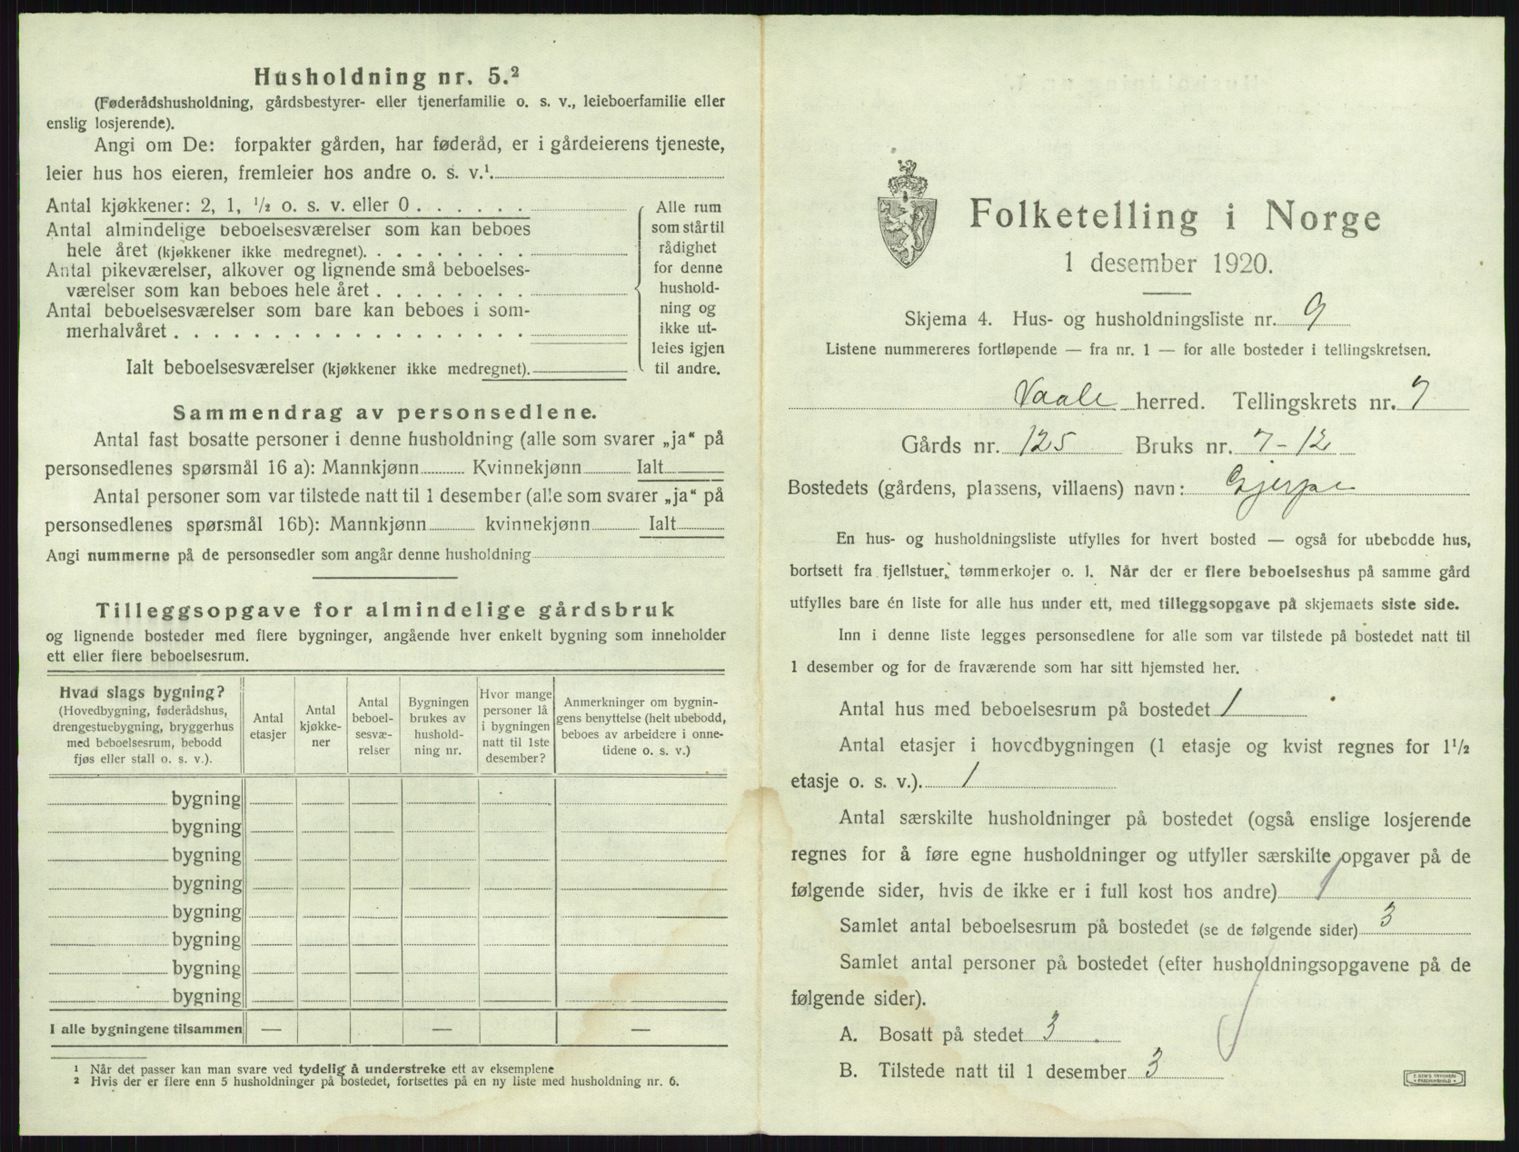 Husholdning nr. 5.²
(Føderådshusholdning, gårdsbestyrer- eller tjenerfamilie o. s. v., leieboerfamilie eller
enslig losjerende).
Angi om De: forpakter gården, har føderåd, er i gårdeierens tjeneste,
leier hus hos eieren, fremleier hos andre o. s. v.¹
Antal kjøkkener: 2, 1, ½ o. s. v. eller 0
Antal almindelige beboelsesværelser som kan beboes
hele året (kjøkkener ikke medregnet)
Antal pikeværelser, alkover og lignende små beboelses-
værelser som kan beboes hele året
Antal beboelsesværelser som bare kan beboes i som-
merhalvåret
Ialt beboelsesværelser (kjøkkener ikke medregnet)
Alle rum
som står til
rådighet
for denne
hushold-
ning og
ikke ut-
leies igjen
til andre.
Sammendrag av personsedlene.
Antal fast bosatte personer i denne husholdning (alle som svarer „ja“ på
personsedlenes spørsmål 16 a): Mannkjønn Kvinnekjønn Ialt
Antal personer som var tilstede natt til 1 desember (alle som svarer „ja“ på
personsedlenes spørsmål 16b): Mannkjønn kvinnekjønn Ialt
Angi nummerne på de personsedler som angår denne husholdning
Tilleggsopgave for almindelige gårdsbruk
og lignende bosteder med flere bygninger, angående hver enkelt bygning som inneholder
ett eller flere beboelsesrum.
Hvad slags bygning?
(Hovedbygning, føderådshus,
drengestuebygning, bryggerhus
med beboelsesrum, bebodd
fjøs eller stall o. s. v.).
Antal
etasjer
Antal
kjøkke-
ner
Antal
beboel-
sesvæ-
relser
Bygningen
brukes av
hushold-
ning nr.
Hvor mange
personer lå
i bygningen
natt til 1ste
desember?
Anmerkninger om bygnin-
gens benyttelse (helt ubebodd,
beboes av arbeidere i onne-
tidene o. s. v.)
bygning
bygning
bygning
bygning
bygning
bygning
bygning
bygning
I alle bygningene tilsammen — — —
¹ Når det passer kan man svare ved tydelig å understreke ett av eksemplene
² Hvis der er flere enn 5 husholdninger på bostedet, fortsettes på en ny liste med husholdning nr. 6.
Folketelling i Norge
1 desember 1920.
Skjema 4. Hus- og husholdningsliste nr. 9
Listene nummereres fortløpende — fra nr. 1 — for alle bosteder i tellingskretsen.
Vaale herred. Tellingskrets nr. 7
Gårds nr. 125 Bruks nr. 7-12
Bostedets (gårdens, plassens, villaens) navn: Gjerpe
En hus- og husholdningsliste utfylles for hvert bosted — også for ubebodde hus,
bortsett fra fjellstuer, tømmerkojer o. l. Når der er flere beboelseshus på samme gård
utfylles bare én liste for alle hus under ett, med tilleggsopgave på skjemaets siste side.
Inn i denne liste legges personsedlene for alle som var tilstede på bostedet natt til
1 desember og for de fraværende som har sitt hjemsted her.
Antal hus med beboelsesrum på bostedet 1
Antal etasjer i hovedbygningen (1 etasje og kvist regnes for 1½
etasje o. s. v.). 1
Antal særskilte husholdninger på bostedet (også enslige losjerende
regnes for å føre egne husholdninger og utfyller særskilte opgaver på de
følgende sider, hvis de ikke er i full kost hos andre) 1
Samlet antal beboelsesrum på bostedet (se de følgende sider) 3
Samlet antal personer på bostedet (efter husholdningsopgavene på de
følgende sider).
A. Bosatt på stedet 3
B. Tilstede natt til 1 desember 3